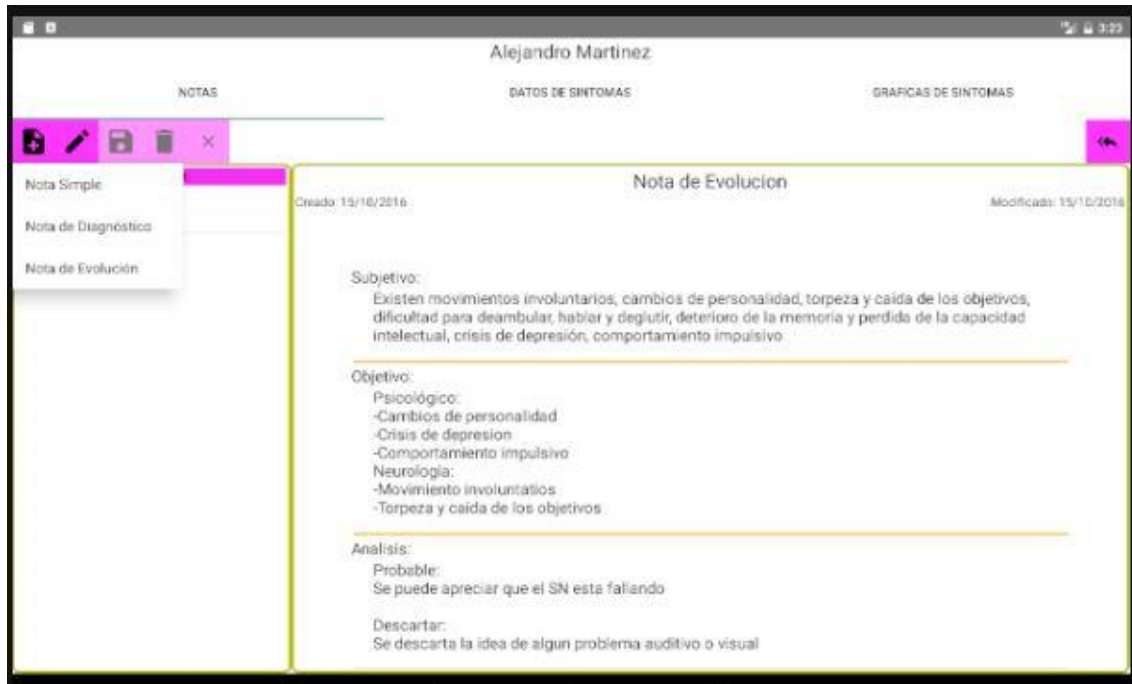 3:22
Alejandro Martinez
NOTAS
DATOS DE SINTOMAS
GRAFICAS DE SINTOMAS
Nota Simple
Nota de Diagnóstico
Nota de Evolución
Nota de Evolucion
Creado: 15/10/2016
Modificado: 15/10/2016
Subjetivo:
Existen movimientos involuntarios, cambios de personalidad, torpeza y caida de los objetivos,
dificultad para deambular, hablar y deglutir, deterioro de la memoria y perdida de la capacidad
intelectual, crisis de depresión, comportamiento impulsivo
Objetivo:
Psicológico:
-Cambios de personalidad
-Crisis de depresion
-Comportamiento impulsivo
Neurologia:
-Movimiento involuntatios
-Torpeza y caida de los objetivos
Analisis:
Probable:
Se puede apreciar que el SN esta fallando
Descartar:
Se descarta la idea de algun problema auditivo o visual